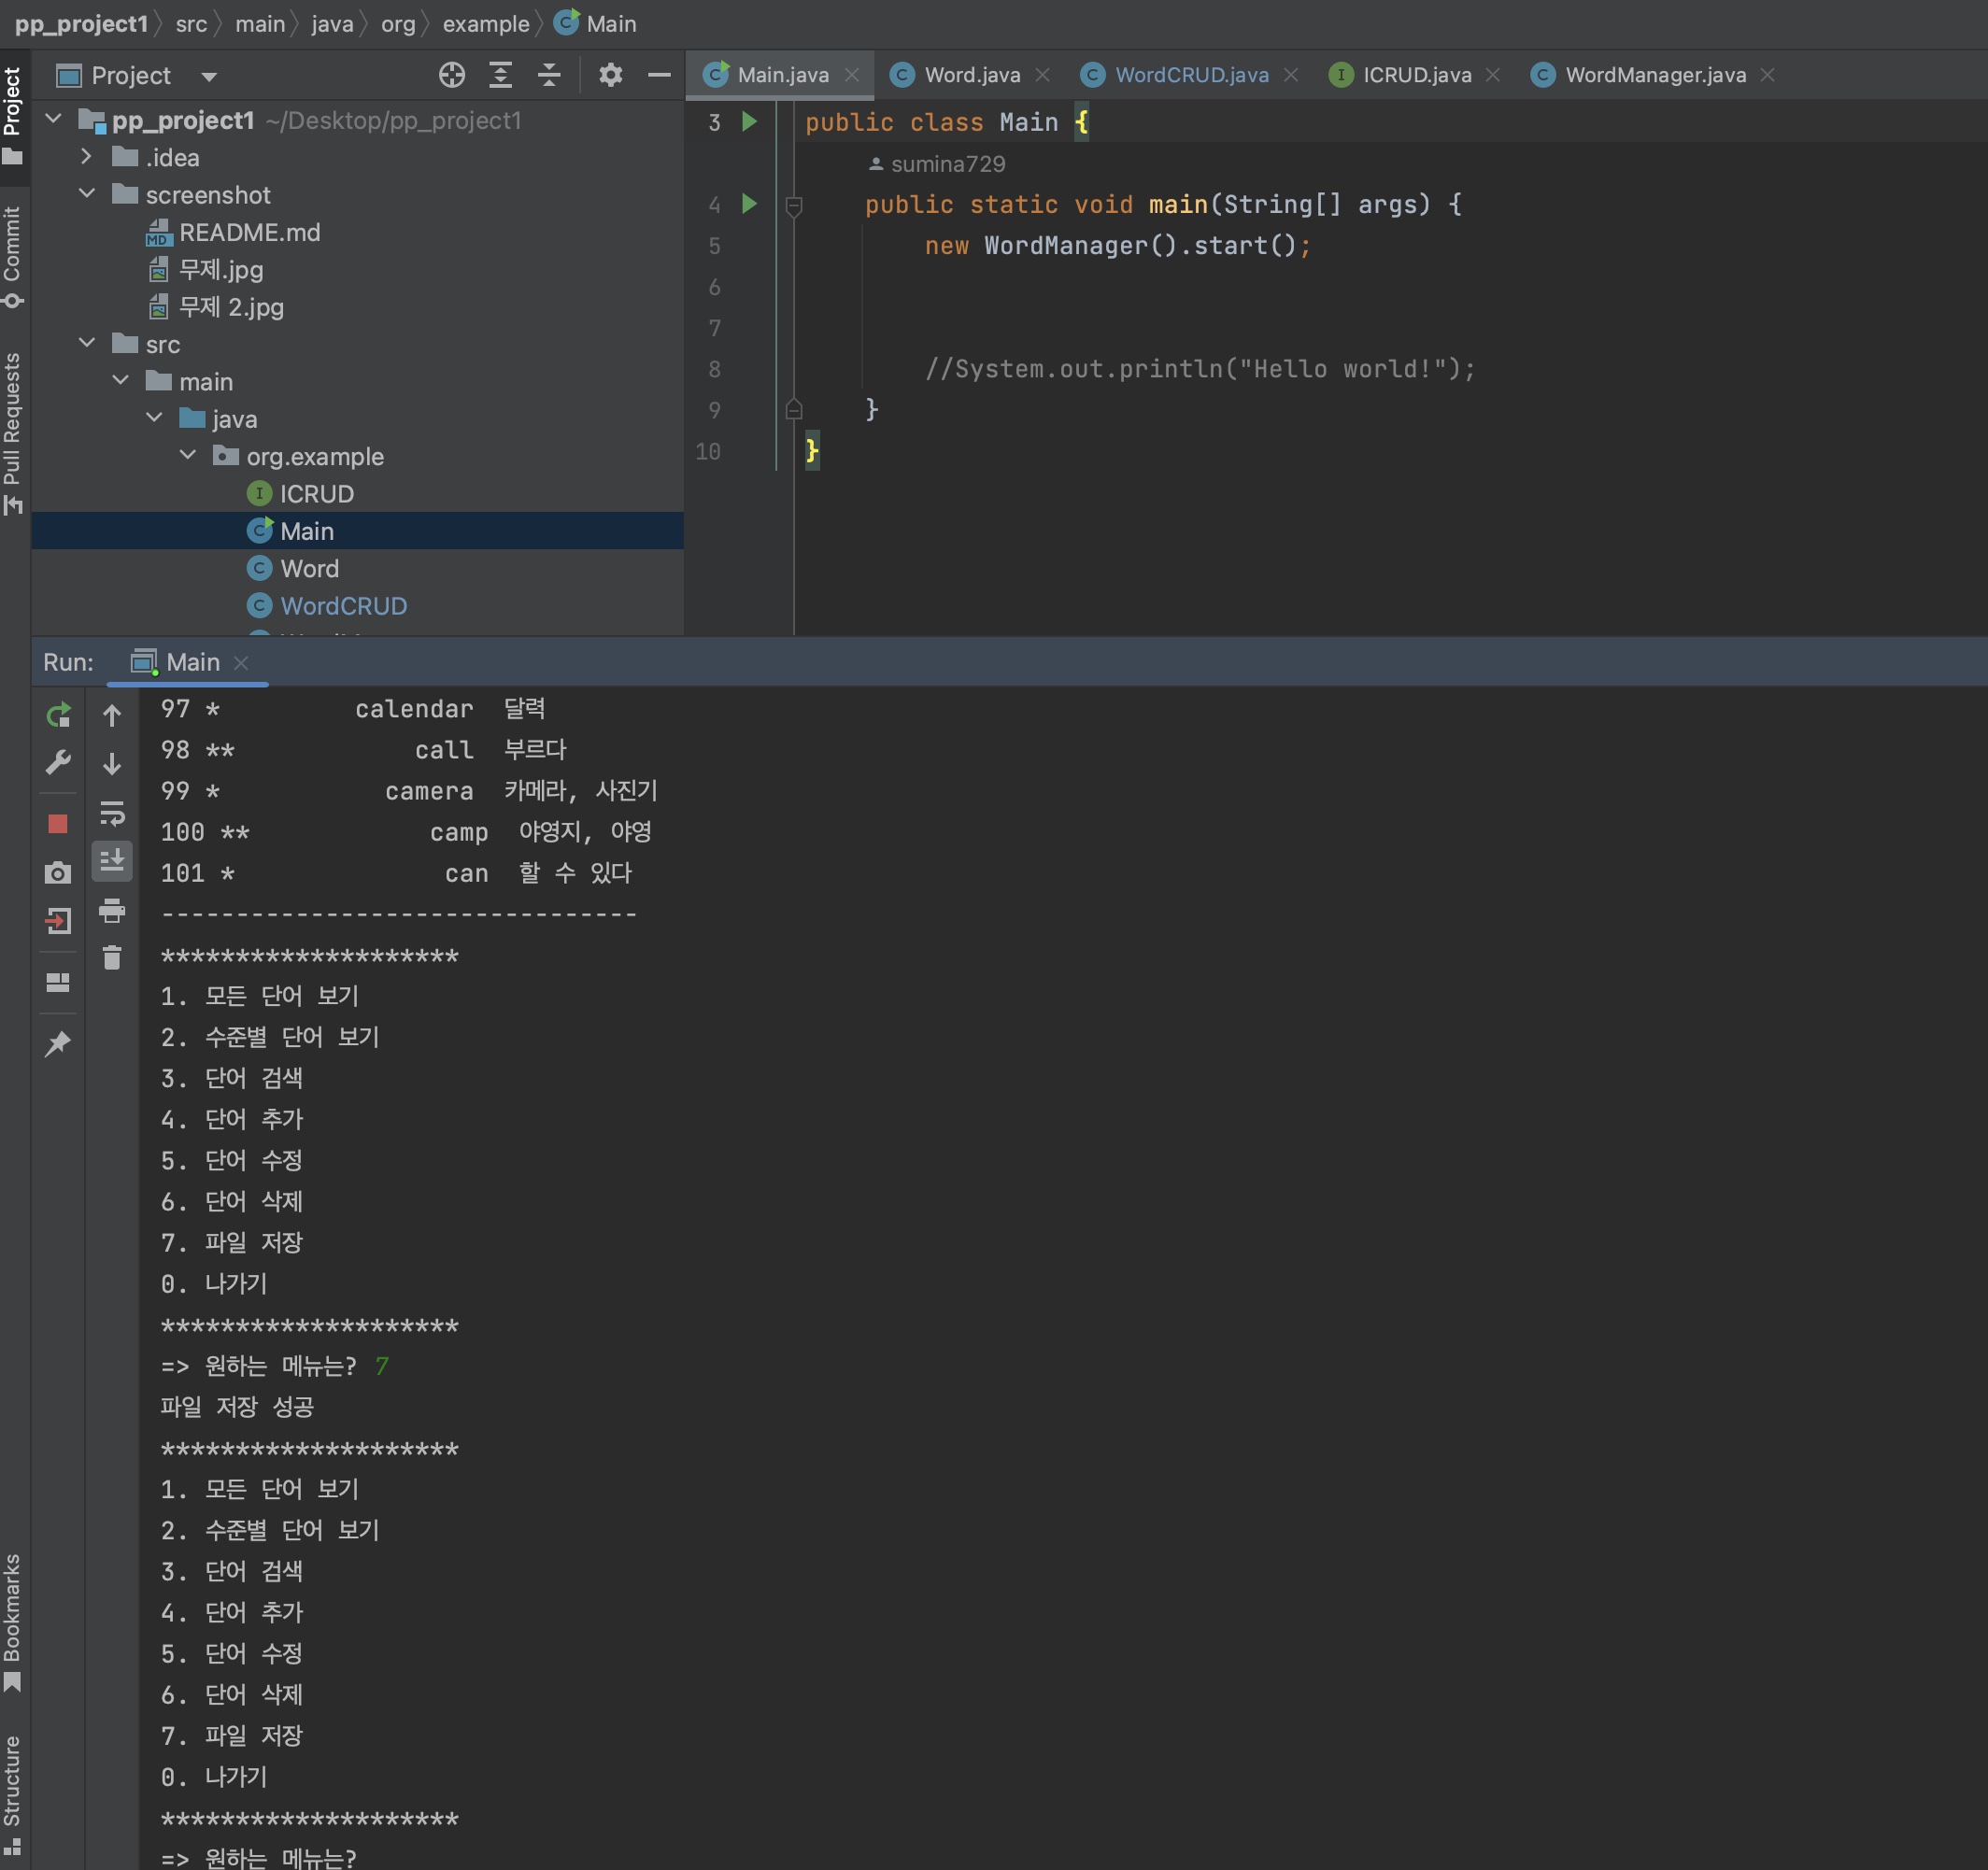 pp_project1 src main java org example Main
Project
Commit
Pull Requests
Bookmarks
Structure
Project
pp_project1 ~/Desktop/pp_project1
.idea
screenshot
README.md
무제.jpg
무제 2.jpg
src
main
java
org.example
ICRUD
Main
Word
WordCRUD
Main.java Word.java WordCRUD.java ICRUD.java WordManager.java
3 public class Main {
sumina729
4 public static void main(String[] args) {
5 new WordManager().start();
6
7
8 //System.out.println("Hello world!");
9 }
10 }
Run: Main
97 * calendar 달력
98 ** call 부르다
99 * camera 카메라, 사진기
100 ** camp 야영지, 야영
101 * can 할 수 있다
--------------------------------
********************
1. 모든 단어 보기
2. 수준별 단어 보기
3. 단어 검색
4. 단어 추가
5. 단어 수정
6. 단어 삭제
7. 파일 저장
0. 나가기
********************
=> 원하는 메뉴는? 7
파일 저장 성공
********************
1. 모든 단어 보기
2. 수준별 단어 보기
3. 단어 검색
4. 단어 추가
5. 단어 수정
6. 단어 삭제
7. 파일 저장
0. 나가기
********************
=> 원하는 메뉴는?